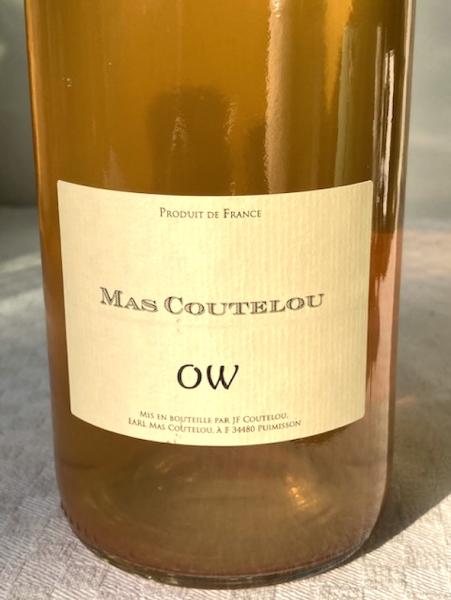 Produit de France
Mas Coutelou
OW
Mis en bouteille par JF Coutelou,
EARL Mas Coutelou, à F 34480 Puimisson